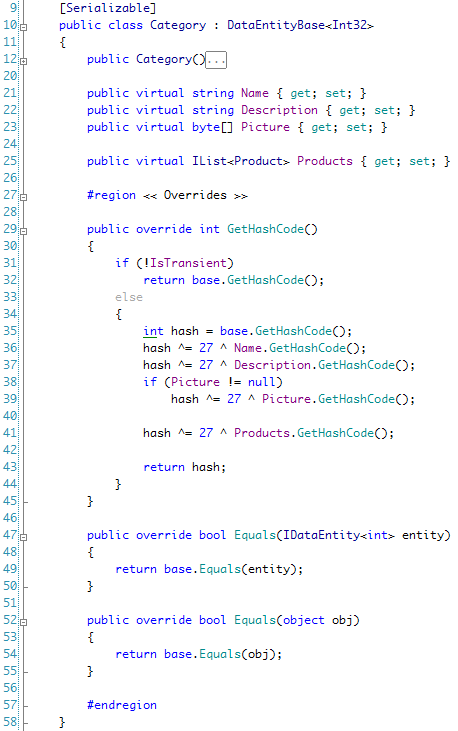 9 [Serializable]
10 public class Category : DataEntityBase<Int32>
11 {
12 public Category()...
20
21 public virtual string Name { get; set; }
22 public virtual string Description { get; set; }
23 public virtual byte[] Picture { get; set; }
24
25 public virtual IList<Product> Products { get; set; }
26
27 #region << Overrides >>
28
29 public override int GetHashCode()
30 {
31 if (!IsTransient)
32 return base.GetHashCode();
33 else
34 {
35 int hash = base.GetHashCode();
36 hash ^= 27 ^ Name.GetHashCode();
37 hash ^= 27 ^ Description.GetHashCode();
38 if (Picture != null)
39 hash ^= 27 ^ Picture.GetHashCode();
40
41 hash ^= 27 ^ Products.GetHashCode();
42
43 return hash;
44 }
45 }
46
47 public override bool Equals(IDataEntity<int> entity)
48 {
49 return base.Equals(entity);
50 }
51
52 public override bool Equals(object obj)
53 {
54 return base.Equals(obj);
55 }
56
57 #endregion
58 }